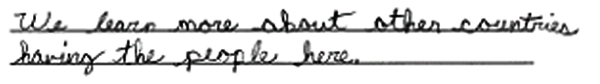 We learn more about other countries
having the people here.